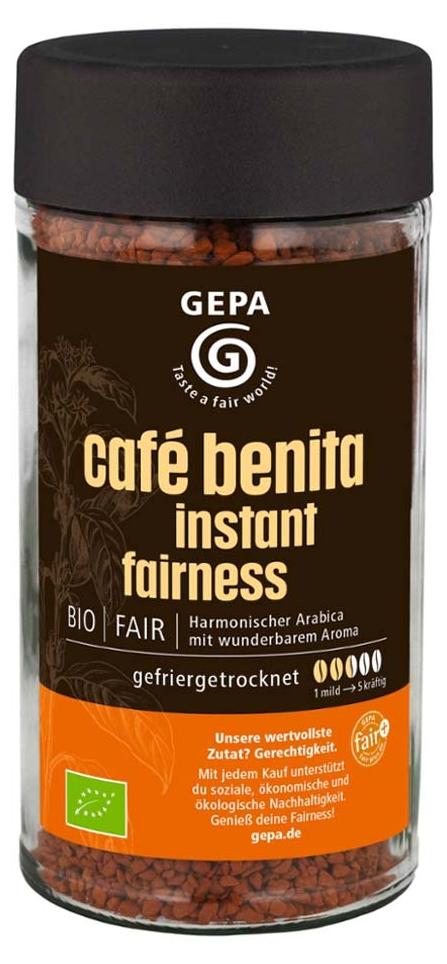 GEPA
G
Taste a fair world!
café benita
instant
fairness
BIO | FAIR
Harmonischer Arabica
mit wunderbarem Aroma
gefriergetrocknet
1 mild → 5 kräftig
Unsere wertvollste
Zutat? Gerechtigkeit.
Mit jedem Kauf unterstützt
du soziale, ökonomische und
ökologische Nachhaltigkeit.
Genieß deine Fairness!
gepa.de
GEPA
fair+